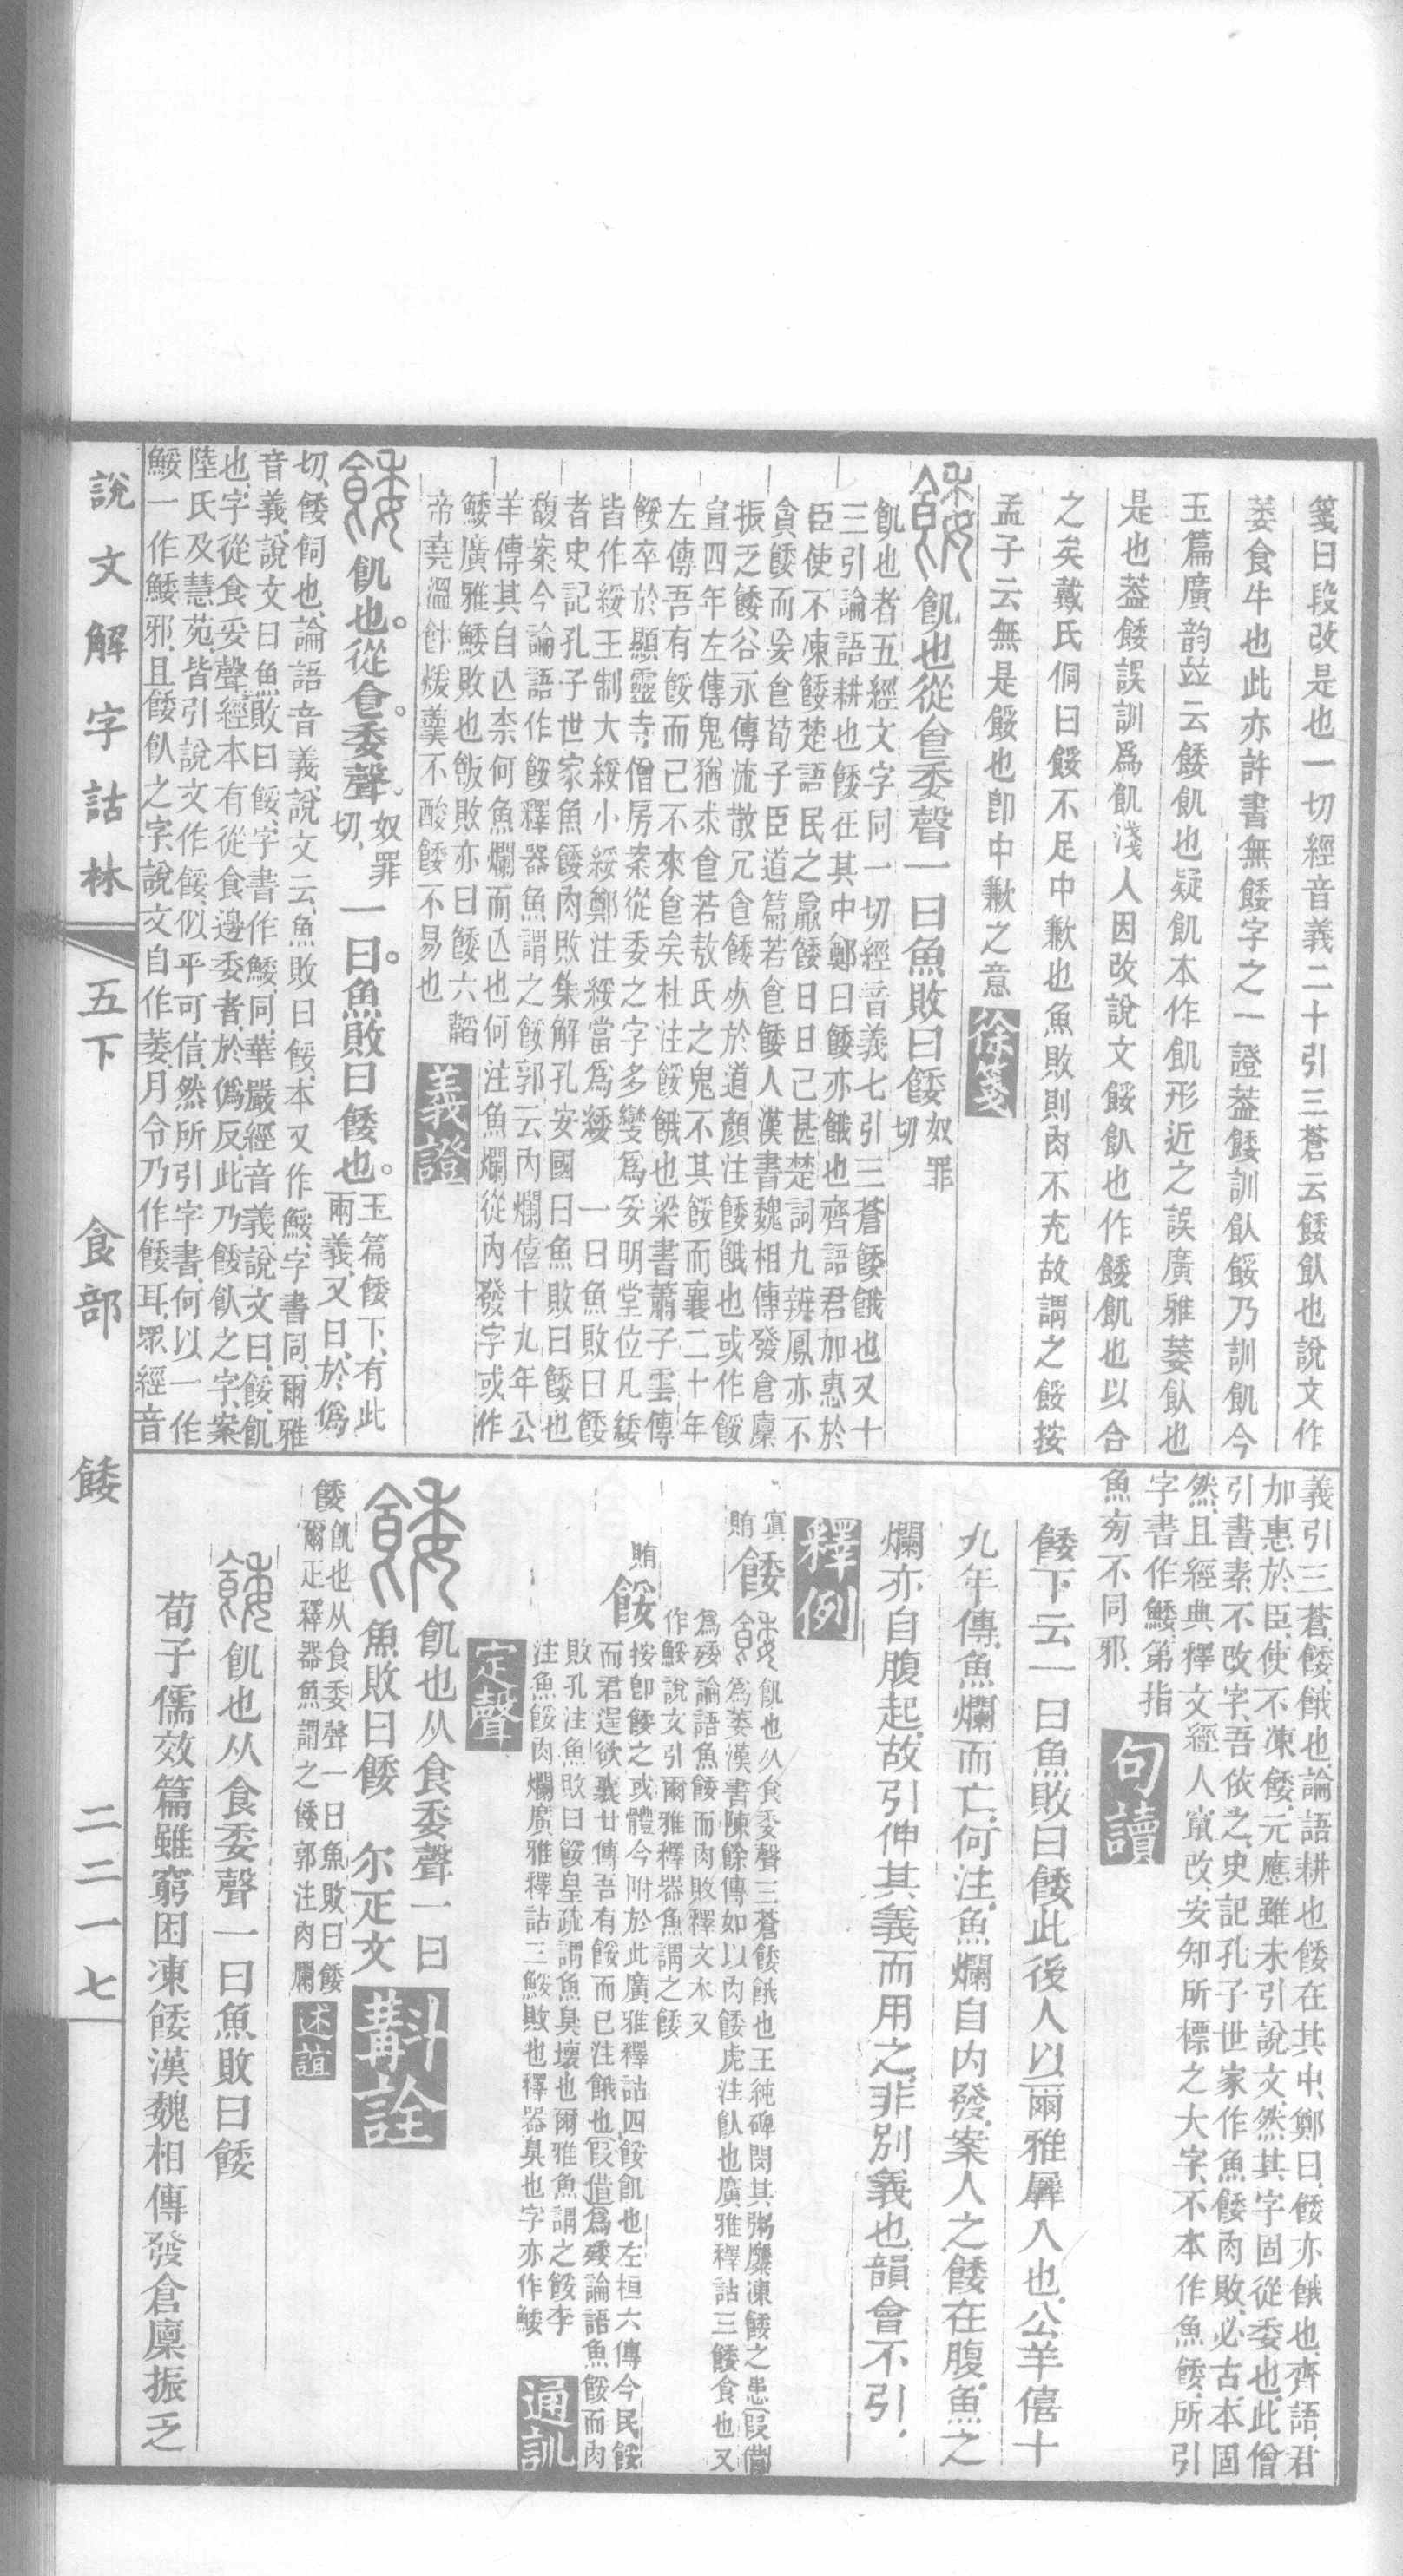 箋曰段改是也一切經音義二十引三蒼云餧飤也說文作
萎食牛也此亦許書無餧字之一證葢餧訓飤餒乃訓飢今
玉篇廣韵竝云餧飢也疑飢本作飤形近之誤廣雅萎飤也
是也葢餧誤訓爲飢淺人因改說文餒飤也作餧飢也以合
之矣戴氏侗曰餒不足中歉也魚敗則肉不充故謂之餒按
孟子云無是餒也卽中歉之意
徐箋
飢也從食委聲一曰魚敗曰餧
奴罪
切
飢也者五經文字同一切經音義七引三蒼餧餓也又十
三引論語耕也餧在其中鄭曰餧亦餓也齊語君加惠於
臣使不凍餧楚語民之羸餧日日已甚楚詞九辨鳳亦不
貪餧而妄食荀子臣道篇若食餧人漢書魏相傳發倉廩
振乏餧谷永傳流散冗食餧於道顏注餧餓也或作餒
宣四年左傳鬼猶求食若敖氏之鬼不其餒而襄二十年
左傳吾有餒而已不來食矣杜注餒餓也梁書蕭子雲傳
餒卒於顯靈寺僧房案從委之字多變爲妥明堂位凡緌
皆作綏王制大綏小綏鄭注綏當爲緌 一曰魚敗曰餧
者史記孔子世家魚餧肉敗集解孔安國曰魚敗曰餧也
馥案今論語作餒釋器魚謂之餒郭云內爛僖十九年公
羊傳其自亾柰何魚爛而亾也何注魚爛從內發字或作
鯘廣雅鯘敗也飯敗亦曰餧六韜
帝堯溫飰煖羹不酸餧不易也
義證
飢也。從食。委聲。
奴罪
切、
一曰。魚敗曰餧也。
玉篇餧下、有此
兩義、又曰、於僞
切、餧飼也、論語音義、說文云、魚敗曰餒、本又作鮾、字書同、爾雅
音義、說文曰、魚敗曰餒、字書作鯘、同、華嚴經音義、說文曰、餧、飢
也、字從食妥聲、經本有從食邊委者、於僞反、此乃餧飤之字、案
陸氏及慧苑、皆引說文作餒、似乎可信、然所引字書、何以一作
鮾一作鯘邪、且餧飤之字、說文自作萎、月令乃作餧耳、眾經音
義引三蒼、餧、餓也、論語耕也餧在其中、鄭曰、餧亦餓也、齊語、君
加惠於臣、使不凍餧、元應雖未引說文、然其字固從委也、此僧
引書、素不改字、吾依之、史記孔子世家作魚餧肉敗、必古本固
然、且經典釋文經人竄改、安知所標之大字、不本作魚餧、所引
字書作鯘、第指
魚㫄不同邪、
句讀
餧下云一曰魚敗曰餧、此後人以爾雅羼入也、公羊僖十
九年傳、魚爛而亡、何注、魚爛自內發、案人之餧在腹、魚之
爛亦自腹起、故引伸其義而用之、非別義也、韻會不引、
釋例
賄 餧
飢也从食委聲三蒼餧餓也王純碑閔其粥糜凍餧之患叚借
爲萎漢書陳餘傳如以肉餧虎注飤也廣雅釋詁三餧食也又
爲矮論語魚餧而肉敗釋文本又
作鮾說文引爾雅釋器魚謂之餧
賄 餒
按卽餧之或體今附於此廣雅釋詁四餒飢也左桓六傳今民餒
而君逞欲襄廿傳吾有餒而已注餓也叚借爲矮論語魚餒而肉
敗孔注魚敗曰餒皇疏謂魚臭壞也爾雅魚謂之餒李
注魚餒肉爛廣雅釋詁三鮾敗也釋器臭也字亦作鯘
定聲
通訓
飢也从食委聲一曰
魚敗曰餧 尔疋文
斠詮
餧
飢也从食委聲一曰魚敗曰餧
爾疋釋器魚謂之餧郭注肉爛
述誼
飢也从食委聲一曰魚敗曰餧
荀子儒效篇雖窮困凍餧漢魏相傳發倉廩振乏
說文解字詁林 五下 食部 餧 二二一七